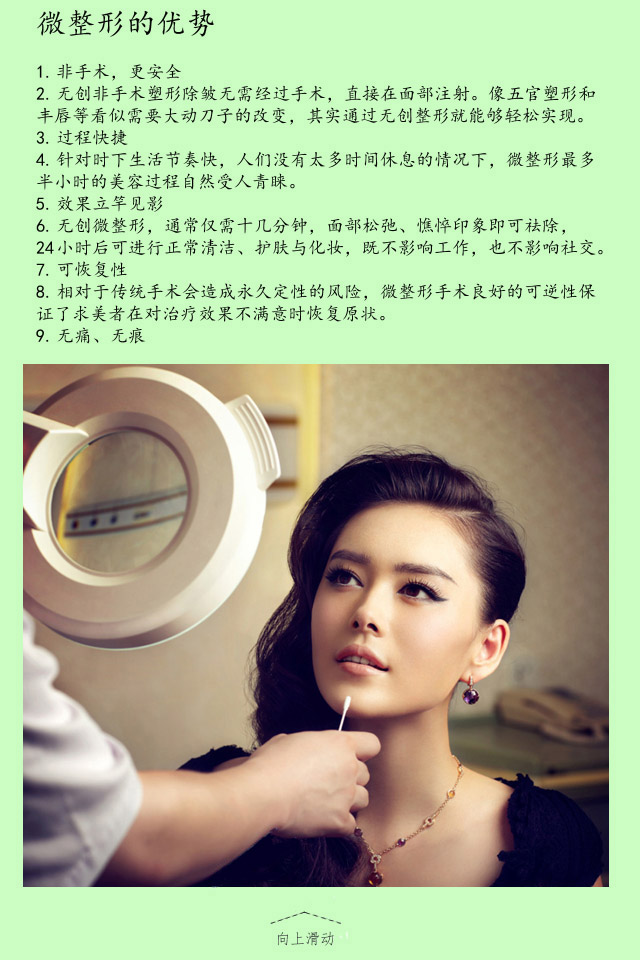 微整形的优势
1. 非手术，更安全
2. 无创非手术塑形除皱无需经过手术，直接在面部注射。像五官塑形和
丰唇等看似需要大动刀子的改变，其实通过无创整形就能够轻松实现。
3. 过程快捷
4. 针对时下生活节奏快，人们没有太多时间休息的情况下，微整形最多
半小时的美容过程自然受人青睐。
5. 效果立竿见影
6. 无创微整形，通常仅需十几分钟，面部松弛、憔悴印象即可祛除，
24小时后可进行正常清洁、护肤与化妆，既不影响工作，也不影响社交。
7. 可恢复性
8. 相对于传统手术会造成永久定性的风险，微整形手术良好的可逆性保
证了求美者在对治疗效果不满意时恢复原状。
9. 无痛、无痕
向上滑动